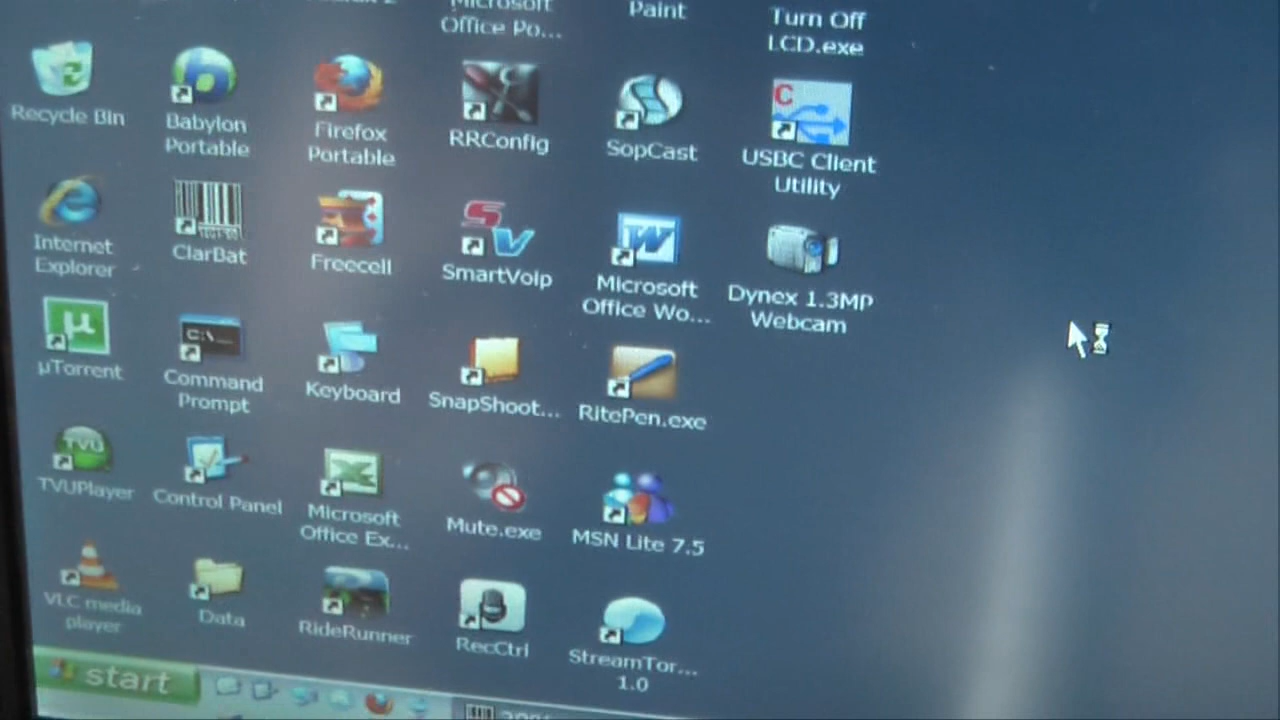 Microsoft
Office Po...
Paint
Turn Off
LCD.exe
Recycle Bin
Babylon
Portable
Firefox
Portable
RRConfig
SopCast
C
USBC Client
Utility
Internet
Explorer
ClarBat
Freecell
SV
SmartVoip
W
Microsoft
Office Wo...
Dynex 1.3MP
Webcam
µ
µTorrent
C:\_
Command
Prompt
Keyboard
SnapShoot...
RitePen.exe
TVU
TVUPlayer
Control Panel
Microsoft
Office Ex...
Mute.exe
MSN Lite 7.5
VLC media
player
Data
RideRunner
RecCtrl
StreamTor...
1.0
start